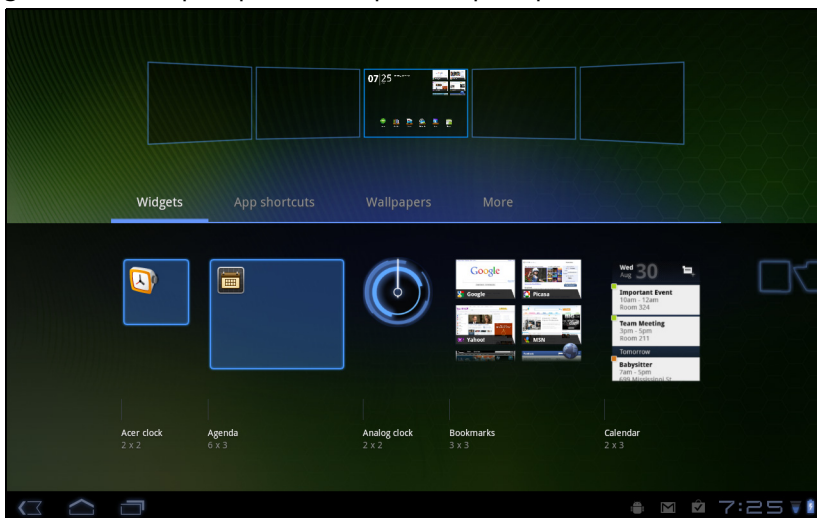 07 25
Widgets App shortcuts Wallpapers More
Google
Google Picasa
Yahoo! MSN
Wed
Aug 30
Important Event
10am - 12am
Room 324
Team Meeting
3pm - 5pm
Room 211
Tomorrow
Babysitter
7am - 5pm
Acer clock Agenda Analog clock Bookmarks Calendar
2 x 2 6 x 3 2 x 2 3 x 3 2 x 3
7:25